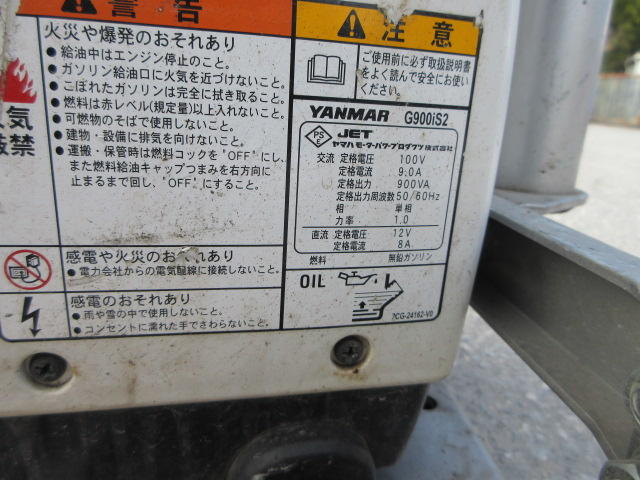 警告
火災や爆発のおそれあり
●給油中はエンジン停止のこと。
●ガソリン給油口に火気を近づけないこと。
●こぼれたガソリンは完全に拭き取ること。
●燃料は赤レベル(規定量)以上入れないこと。
●可燃物のそばで使用しないこと。
●建物・設備に排気を向けないこと。
●運搬・保管時は燃料コックを"OFF"にし、
また燃料給油キャップつまみを右方向に
止まるまで回し、"OFF"にすること。
火気
厳禁
感電や火災のおそれあり
●電力会社からの電気配線に接続しないこと。
感電のおそれあり
●雨や雪の中で使用しないこと。
●コンセントに濡れた手でさわらないこと。
注意
ご使用前に必ず取扱説明書
をよく読んで安全にお使い
ください。
YANMAR G900iS2
PS
E
JET
ヤマハモーターパワープロダクツ株式会社
交流 定格電圧 100V
定格電流 9.0A
定格出力 900VA
定格出力周波数 50/60Hz
相 単相
力率 1.0
直流 定格電圧 12V
定格電流 8A
燃料 無鉛ガソリン
OIL
7CG-24162-V0